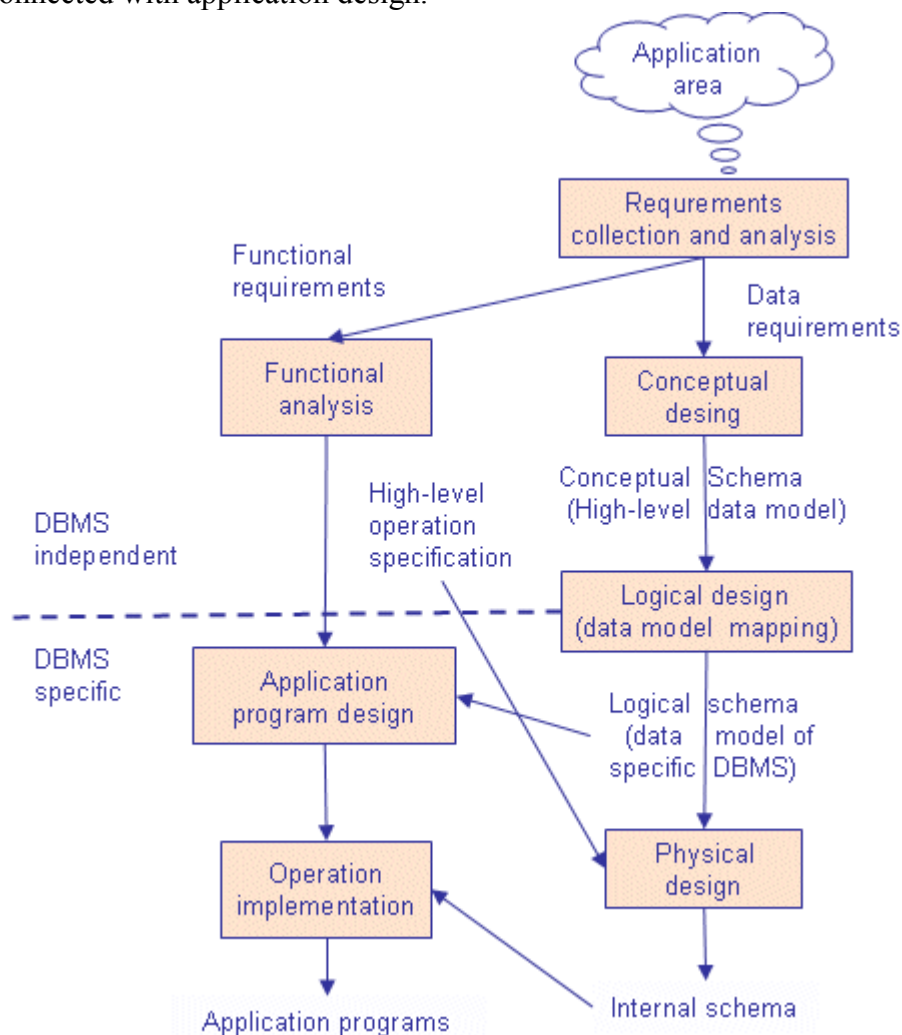 connected with application design.
Application
area
Requrements
collection and analysis
Functional
requirements
Data
requirements
Functional
analysis
Conceptual
desing
High-level
operation
specification
Conceptual Schema
(High-level data model)
DBMS
independent
Logical design
(data model mapping)
DBMS
specific
Application
program design
Logical schema
(data model of
specific DBMS)
Operation
implementation
Physical
design
Application programs
Internal schema